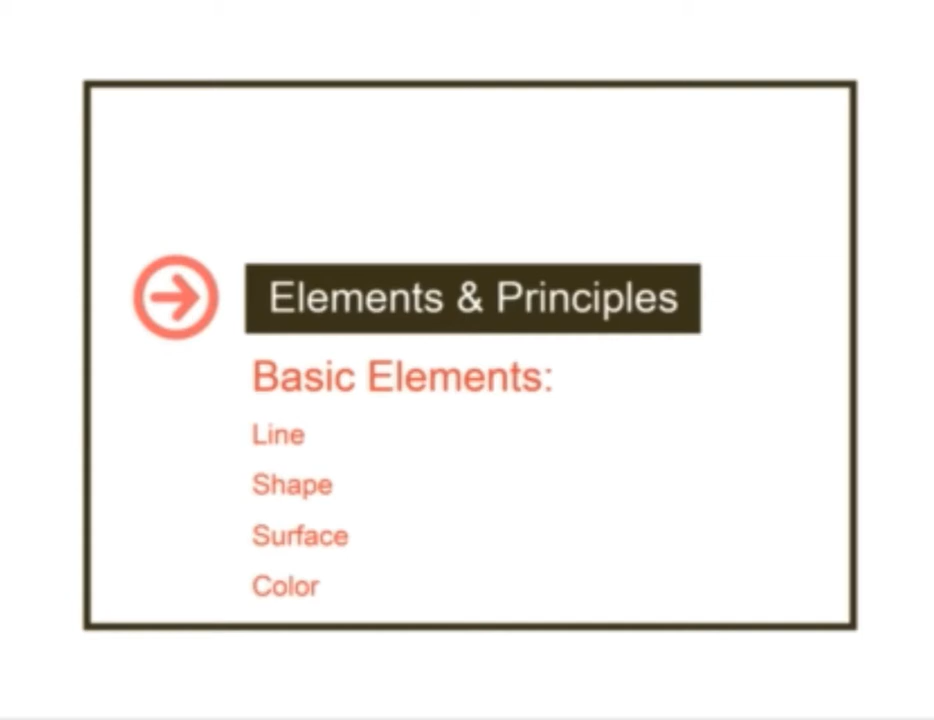 Elements & Principles
Basic Elements:
Line
Shape
Surface
Color